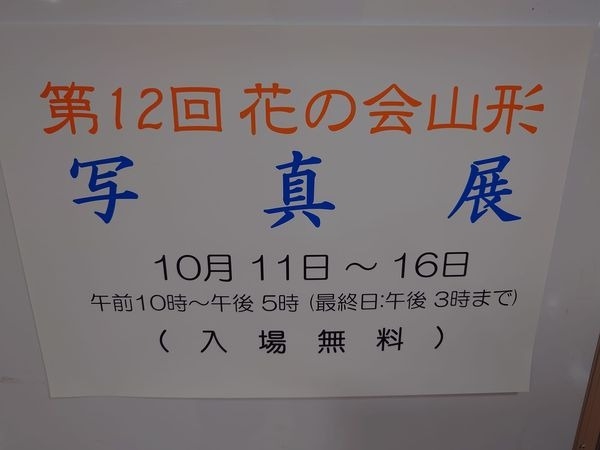 第12回 花の会山形
写真展
10月 11日 ～ 16日
午前10時～午後 5時 (最終日:午後 3時まで)
( 入 場 無 料 )